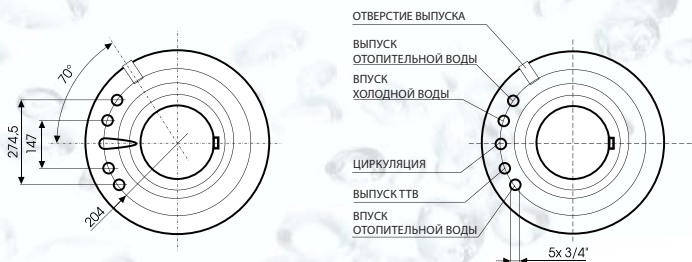 70°
274,5
147
204
ОТВЕРСТИЕ ВЫПУСКА
ВЫПУСК
ОТОПИТЕЛЬНОЙ ВОДЫ
ВПУСК
ХОЛОДНОЙ ВОДЫ
ЦИРКУЛЯЦИЯ
ВЫПУСК ТТВ
ВПУСК
ОТОПИТЕЛЬНОЙ ВОДЫ
5x 3/4"